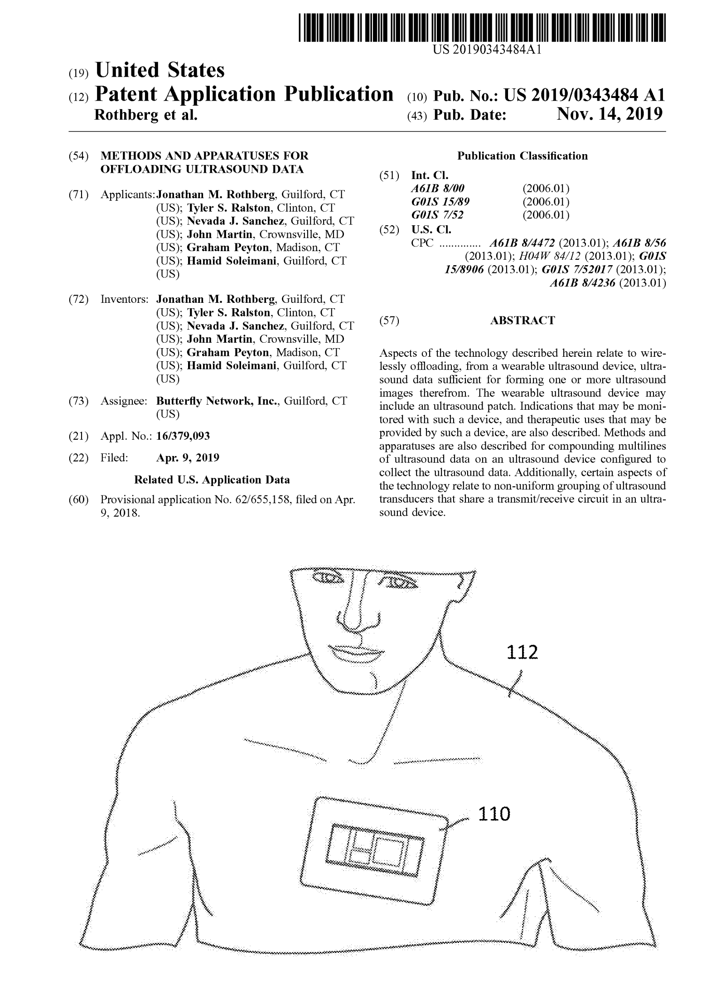 US 20190343484A1
(19) United States
(12) Patent Application Publication (10) Pub. No.: US 2019/0343484 A1
Rothberg et al. (43) Pub. Date: Nov. 14, 2019
(54) METHODS AND APPARATUSES FOR
OFFLOADING ULTRASOUND DATA
(71) Applicants: Jonathan M. Rothberg, Guilford, CT
(US); Tyler S. Ralston, Clinton, CT
(US); Nevada J. Sanchez, Guilford, CT
(US); John Martin, Crownsville, MD
(US); Graham Peyton, Madison, CT
(US); Hamid Soleimani, Guilford, CT
(US)
(72) Inventors: Jonathan M. Rothberg, Guilford, CT
(US); Tyler S. Ralston, Clinton, CT
(US); Nevada J. Sanchez, Guilford, CT
(US); John Martin, Crownsville, MD
(US); Graham Peyton, Madison, CT
(US); Hamid Soleimani, Guilford, CT
(US)
(73) Assignee: Butterfly Network, Inc., Guilford, CT
(US)
(21) Appl. No.: 16/379,093
(22) Filed: Apr. 9, 2019
Related U.S. Application Data
(60) Provisional application No. 62/655,158, filed on Apr.
9, 2018.
Publication Classification
(51) Int. Cl.
A61B 8/00 (2006.01)
G01S 15/89 (2006.01)
G01S 7/52 (2006.01)
(52) U.S. Cl.
CPC ............. A61B 8/4472 (2013.01); A61B 8/56
(2013.01); H04W 84/12 (2013.01); G01S
15/8906 (2013.01); G01S 7/52017 (2013.01);
A61B 8/4236 (2013.01)
(57) ABSTRACT
Aspects of the technology described herein relate to wire-
lessly offloading, from a wearable ultrasound device, ultra-
sound data sufficient for forming one or more ultrasound
images therefrom. The wearable ultrasound device may
include an ultrasound patch. Indications that may be moni-
tored with such a device, and therapeutic uses that may be
provided by such a device, are also described. Methods and
apparatuses are also described for compounding multilines
of ultrasound data on an ultrasound device configured to
collect the ultrasound data. Additionally, certain aspects of
the technology relate to non-uniform grouping of ultrasound
transducers that share a transmit/receive circuit in an ultra-
sound device.
112
110